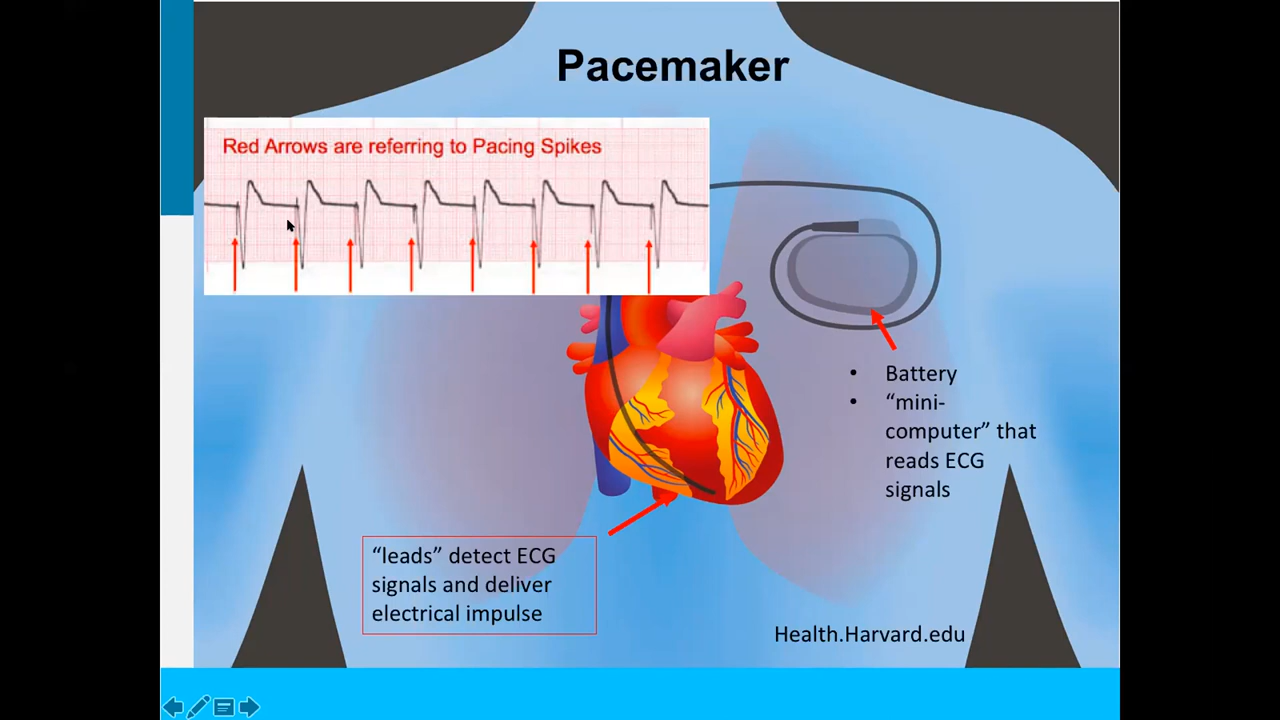 Pacemaker
Red Arrows are referring to Pacing Spikes
• Battery
• “mini-
computer” that
reads ECG
signals
“leads” detect ECG
signals and deliver
electrical impulse
Health.Harvard.edu